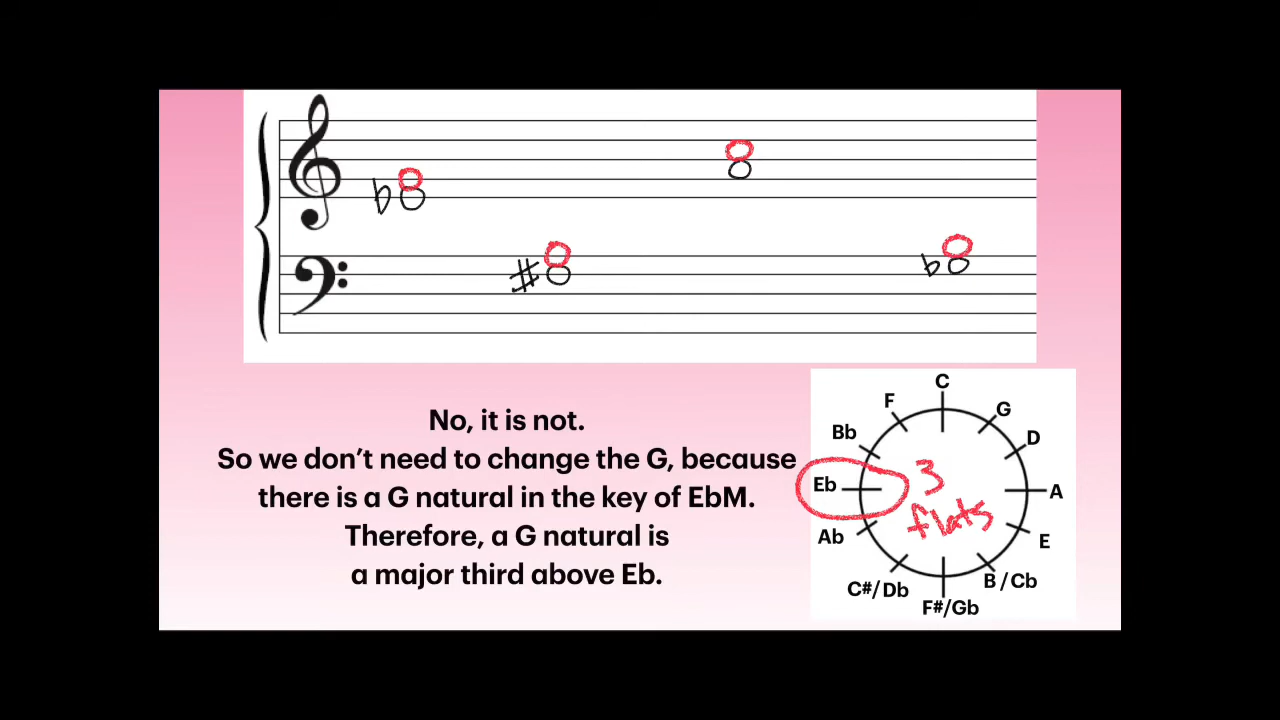 No, it is not.
So we don't need to change the G, because
there is a G natural in the key of EbM.
Therefore, a G natural is
a major third above Eb.
C
G
D
A
E
B / Cb
F#/Gb
C#/Db
Ab
Eb
Bb
F
3
flats